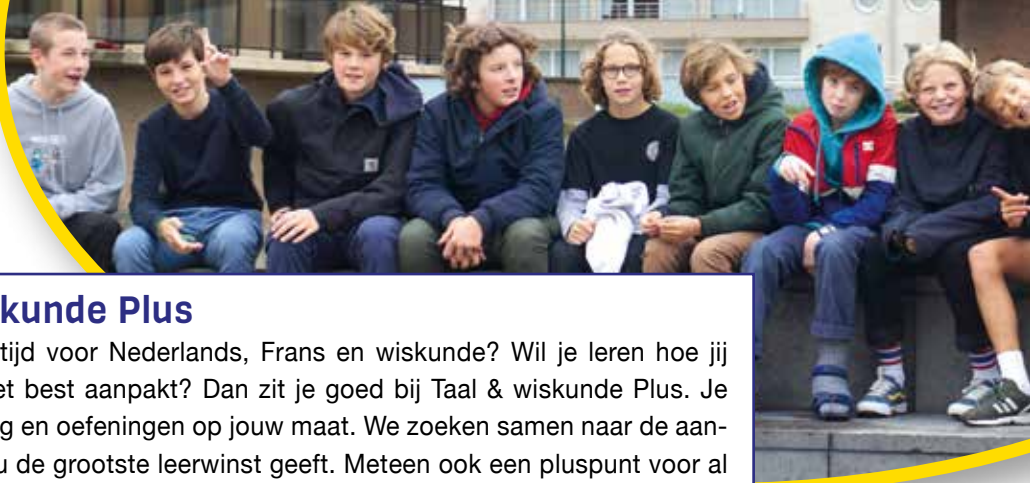 kunde Plus
tijd voor Nederlands, Frans en wiskunde? Wil je leren hoe jij
et best aanpakt? Dan zit je goed bij Taal & wiskunde Plus. Je
g en oefeningen op jouw maat. We zoeken samen naar de aan-
u de grootste leerwinst geeft. Meteen ook een pluspunt voor al